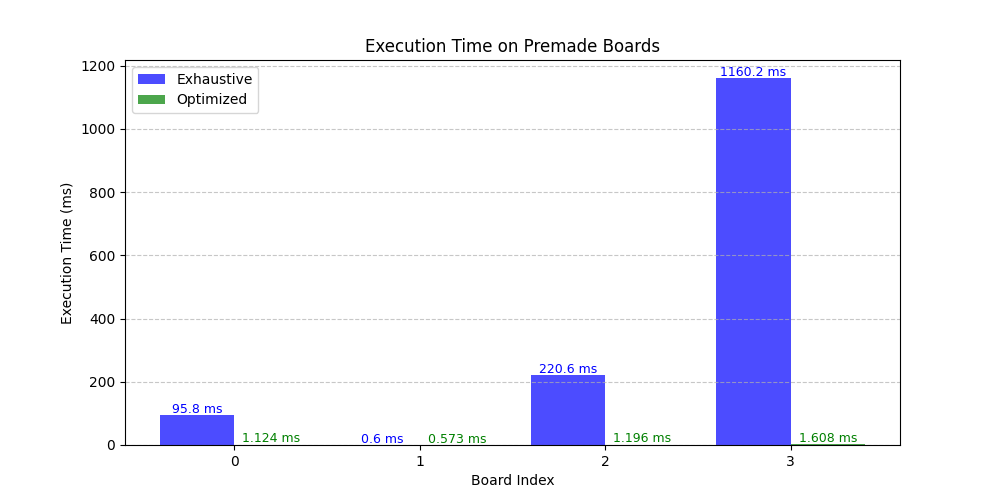 Execution Time on Premade Boards
Exhaustive
Optimized
Execution Time (ms)
1200
1000
800
600
400
200
0
95.8 ms
1.124 ms
0.6 ms
0.573 ms
220.6 ms
1.196 ms
1160.2 ms
1.608 ms
0
1
2
3
Board Index